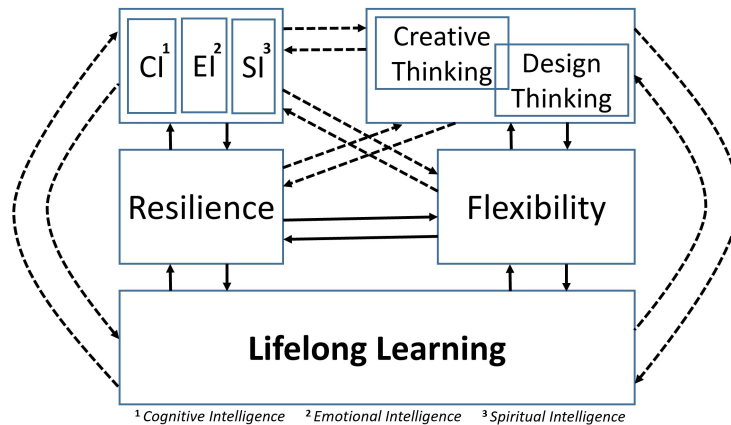 CI¹ EI² SI³
Creative
Thinking
Design
Thinking
Resilience
Flexibility
Lifelong Learning
¹ Cognitive Intelligence ² Emotional Intelligence ³ Spiritual Intelligence